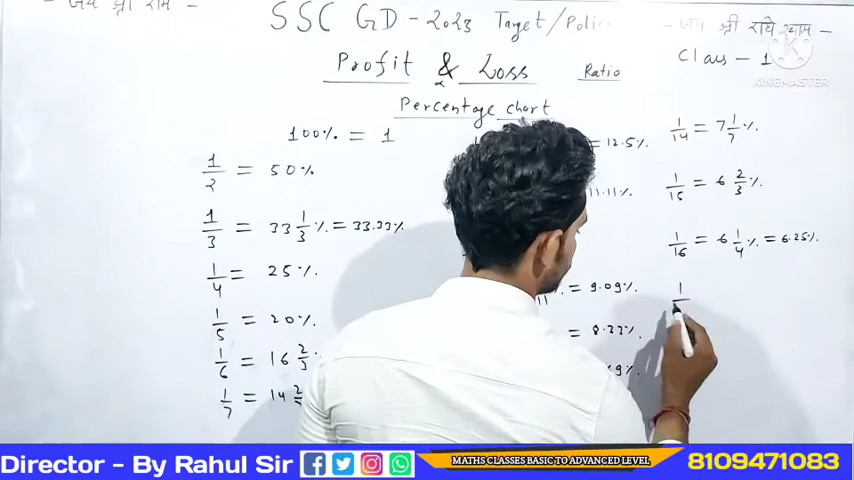 जय श्री राम -
SSC GD - 2023 Target/Police
- जय श्री राधे श्याम -
Class - 1
KINEMASTER
Profit & Loss
Ratio
Percentage chart
100% = 1
1/2 = 50%
1/3 = 33 1/3 % = 33.33%
1/4 = 25%
1/5 = 20%
1/6 = 16 2/3
1/7 = 14
= 12.5%
11.11%
= 9.09%
= 8.33%
1/14 = 7 1/7 %
1/15 = 6 2/3 %
1/16 = 6 1/4 % = 6.25%
1
Director - By Rahul Sir
MATHS CLASSES BASIC TO ADVANCED LEVEL
8109471083